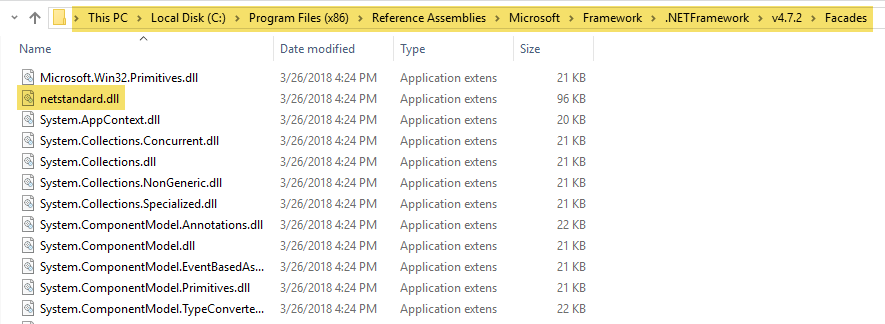 This PC > Local Disk (C:) > Program Files (x86) > Reference Assemblies > Microsoft > Framework > .NETFramework > v4.7.2 > Facades
Name Date modified Type Size
Microsoft.Win32.Primitives.dll 3/26/2018 4:24 PM Application extens 21 KB
netstandard.dll 3/26/2018 4:24 PM Application extens 96 KB
System.AppContext.dll 3/26/2018 4:24 PM Application extens 20 KB
System.Collections.Concurrent.dll 3/26/2018 4:24 PM Application extens 21 KB
System.Collections.dll 3/26/2018 4:24 PM Application extens 21 KB
System.Collections.NonGeneric.dll 3/26/2018 4:24 PM Application extens 21 KB
System.Collections.Specialized.dll 3/26/2018 4:24 PM Application extens 21 KB
System.ComponentModel.Annotations.dll 3/26/2018 4:24 PM Application extens 22 KB
System.ComponentModel.dll 3/26/2018 4:24 PM Application extens 21 KB
System.ComponentModel.EventBasedAs... 3/26/2018 4:24 PM Application extens 21 KB
System.ComponentModel.Primitives.dll 3/26/2018 4:24 PM Application extens 21 KB
System.ComponentModel.TypeConverte... 3/26/2018 4:24 PM Application extens 22 KB